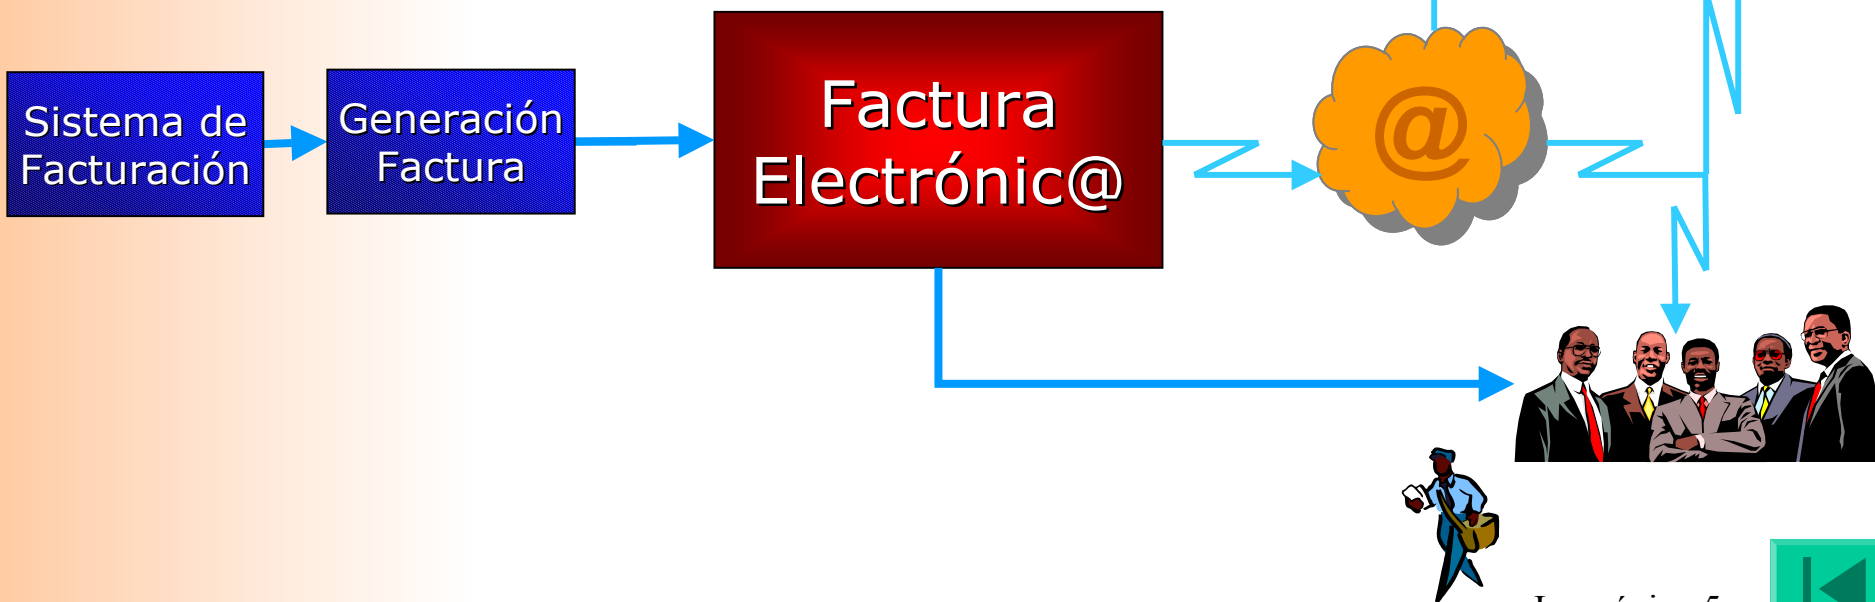 Sistema de
Facturación
Generación
Factura
Factura
Electrónic@
@